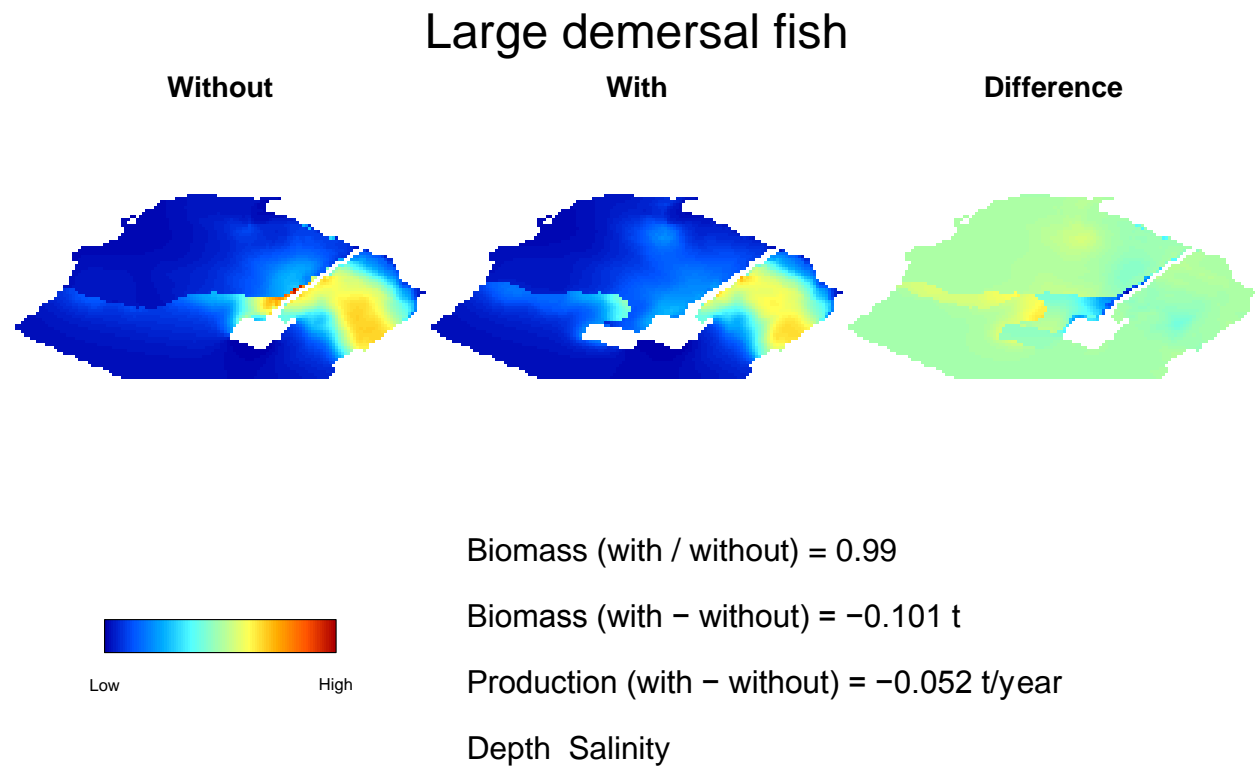 Large demersal fish
Without With Difference
Biomass (with / without) = 0.99
Biomass (with − without) = −0.101 t
Low High
Production (with − without) = −0.052 t/year
Depth Salinity